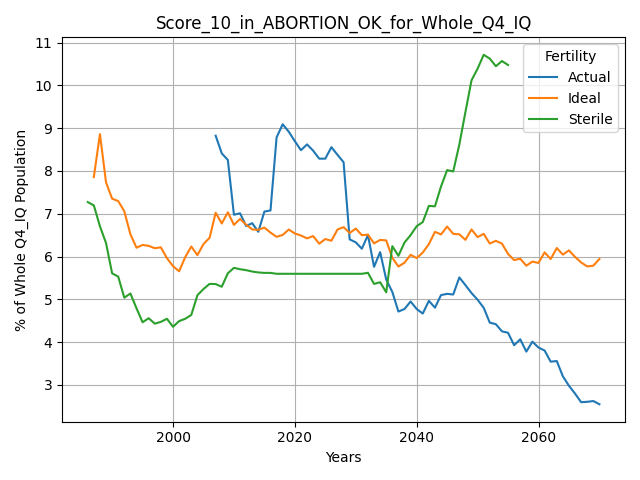 Score_10_in_ABORTION_OK_for_Whole_Q4_IQ
% of Whole Q4_IQ Population
11
10
9
8
7
6
5
4
3
Fertility
Actual
Ideal
Sterile
2000
2020
2040
2060
Years